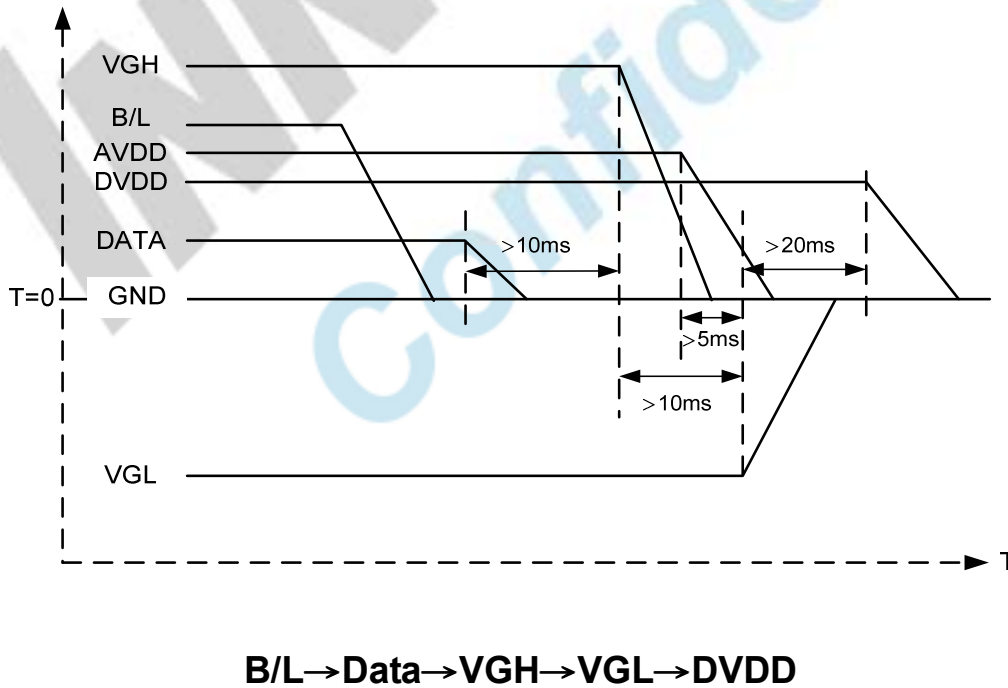 VGH
B/L
AVDD
DVDD
DATA
>10ms
>20ms
T=0
GND
>5ms
>10ms
VGL
T
B/L→Data→VGH→VGL→DVDD